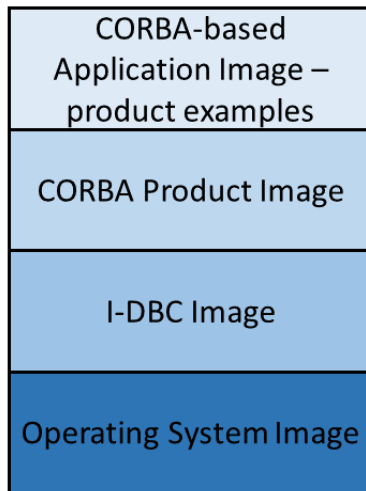 CORBA-based
Application Image –
product examples
CORBA Product Image
I-DBC Image
Operating System Image